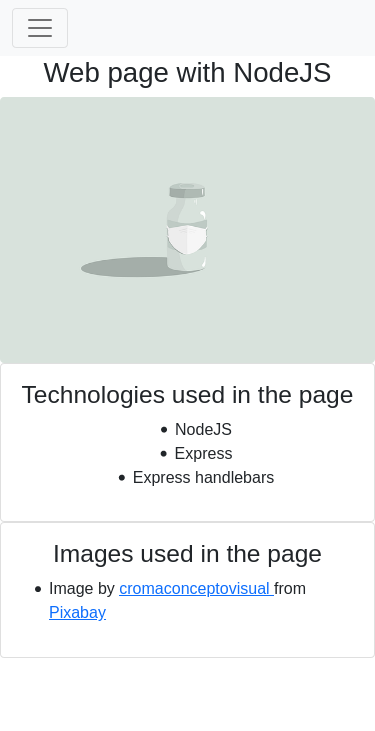 Web page with NodeJS
Technologies used in the page
NodeJS
Express
Express handlebars
Images used in the page
Image by cromaconceptovisual from
Pixabay